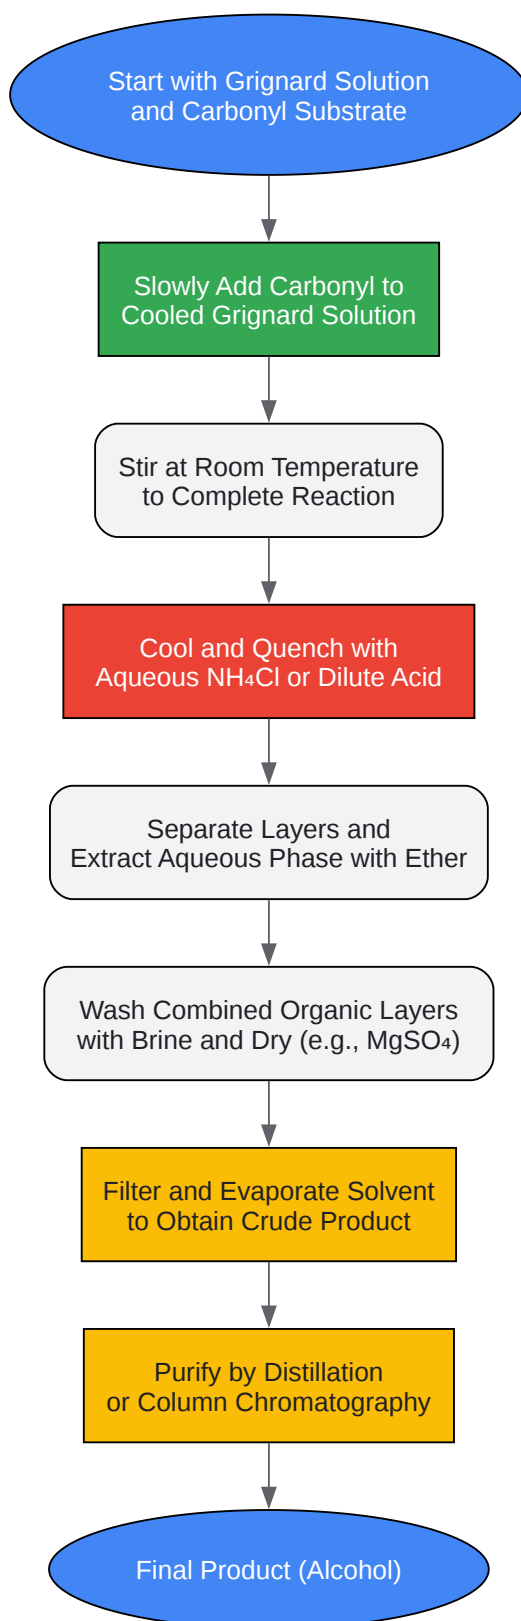 Start with Grignard Solution
and Carbonyl Substrate
Slowly Add Carbonyl to
Cooled Grignard Solution
Stir at Room Temperature
to Complete Reaction
Cool and Quench with
Aqueous NH₄Cl or Dilute Acid
Separate Layers and
Extract Aqueous Phase with Ether
Wash Combined Organic Layers
with Brine and Dry (e.g., MgSO₄)
Filter and Evaporate Solvent
to Obtain Crude Product
Purify by Distillation
or Column Chromatography
Final Product (Alcohol)